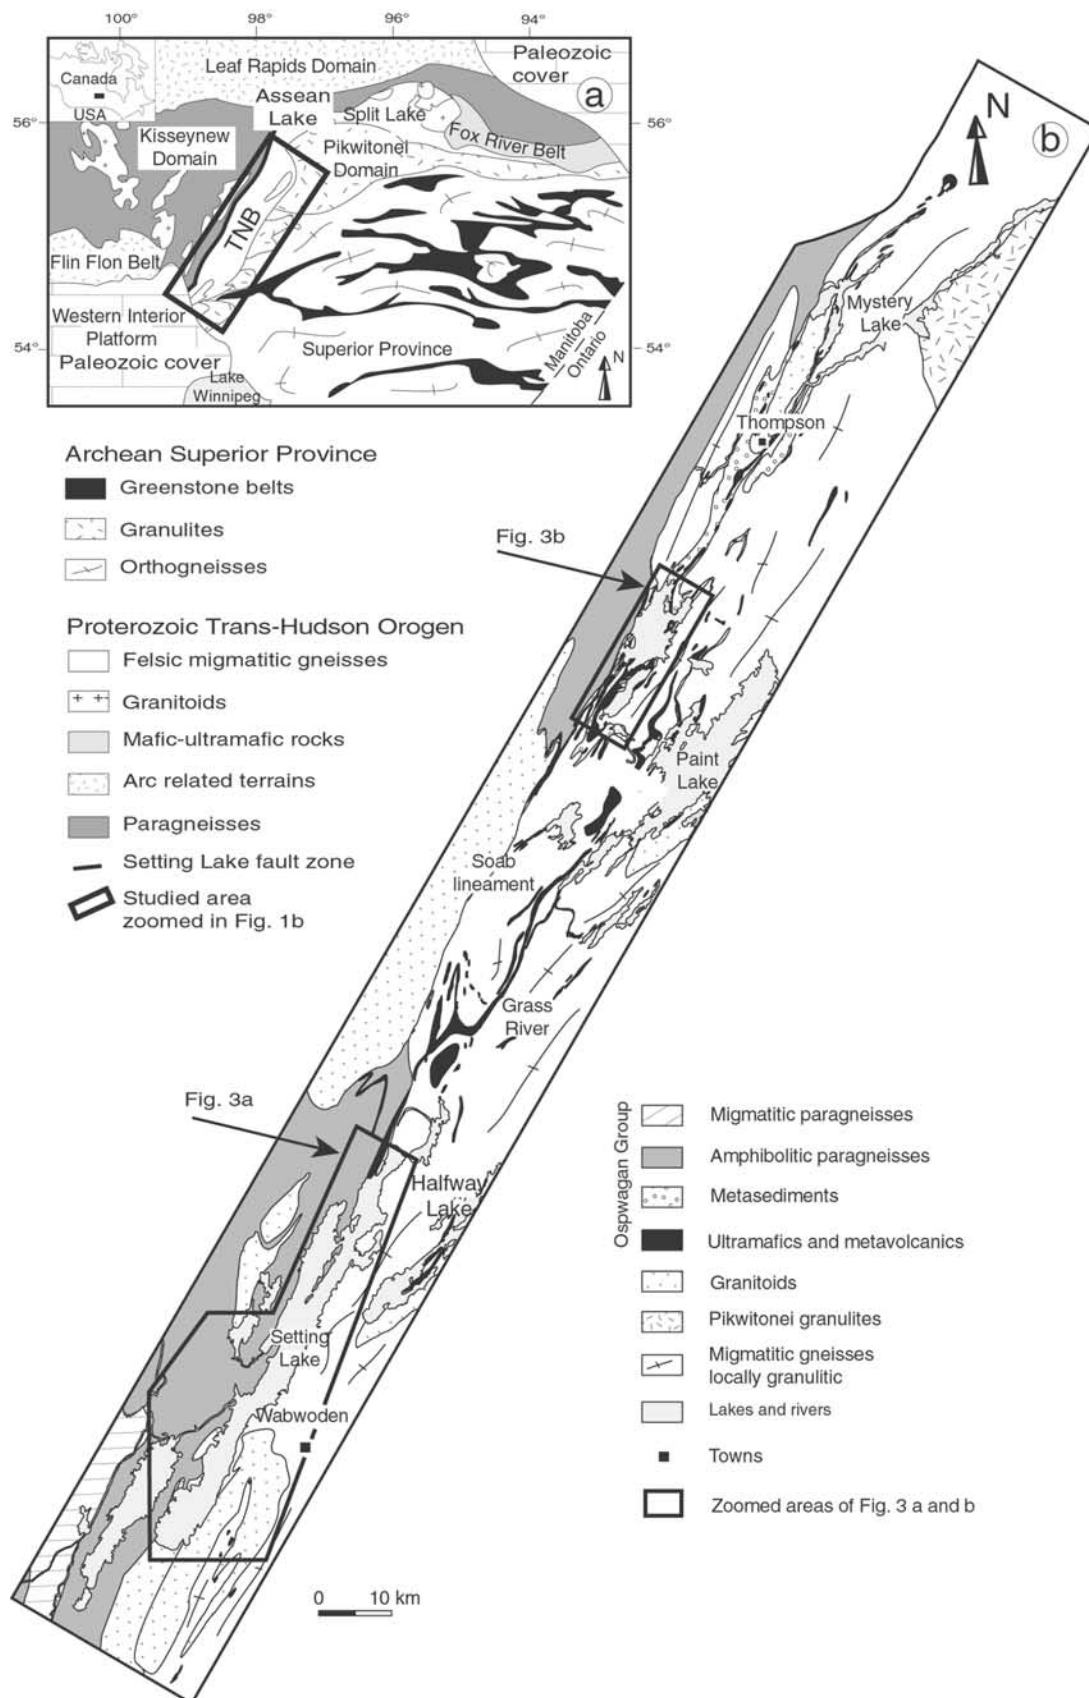 100°
98°
96°
94°
56°
54°
56°
54°
Canada
USA
Leaf Rapids Domain
Paleozoic
cover
a
Assean
Lake
Split Lake
Fox River Belt
Kisseynew
Domain
Pikwitonei
Domain
TNB
Flin Flon Belt
Western Interior
Platform
Paleozoic cover
Superior Province
Lake
Winnipeg
Manitoba
Ontario
N
Archean Superior Province
Greenstone belts
Granulites
Orthogneisses
Proterozoic Trans-Hudson Orogen
Felsic migmatitic gneisses
Granitoids
Mafic-ultramafic rocks
Arc related terrains
Paragneisses
Setting Lake fault zone
Studied area
zoomed in Fig. 1b
N
b
Mystery
Lake
Thompson
Fig. 3b
Paint
Lake
Soab
lineament
Grass
River
Fig. 3a
Halfway
Lake
Setting
Lake
Wabwoden
0 10 km
Ospwagan Group
Migmatitic paragneisses
Amphibolitic paragneisses
Metasediments
Ultramafics and metavolcanics
Granitoids
Pikwitonei granulites
Migmatitic gneisses
locally granulitic
Lakes and rivers
Towns
Zoomed areas of Fig. 3 a and b